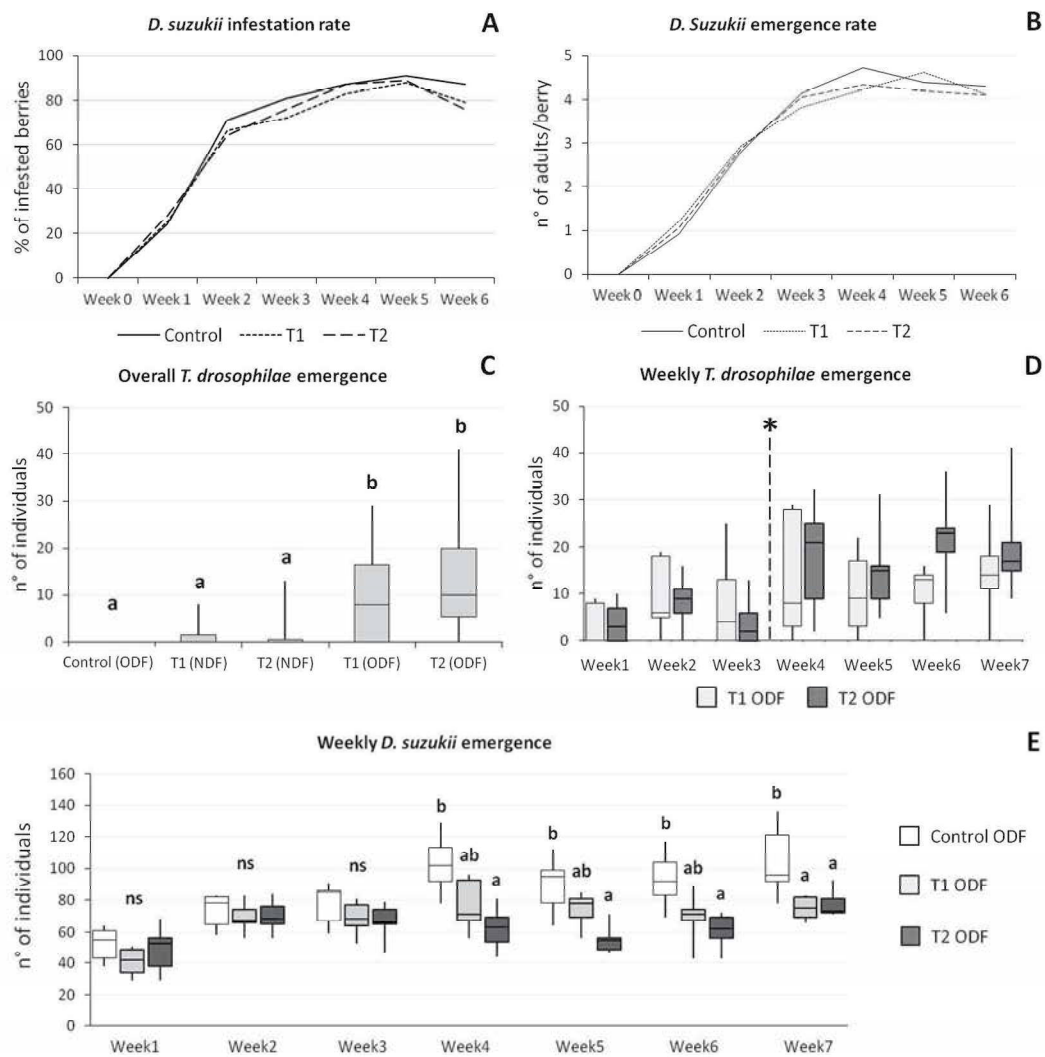 D. suzukii infestation rate
A
100
80
60
40
20
0
% of infested berries
Week 0 Week 1 Week 2 Week 3 Week 4 Week 5 Week 6
Control T1 T2
D. Suzukii emergence rate
B
5
4
3
2
1
0
n° of adults/berry
Week 0 Week 1 Week 2 Week 3 Week 4 Week 5 Week 6
Control T1 T2
Overall T. drosophilae emergence
C
50
40
30
20
10
0
n° of individuals
a a a b b
Control (ODF) T1 (NDF) T2 (NDF) T1 (ODF) T2 (ODF)
Weekly T. drosophilae emergence
D
50
40
30
20
10
0
n° of individuals
*
Week1 Week2 Week3 Week4 Week5 Week6 Week7
T1 ODF T2 ODF
Weekly D. suzukii emergence
E
160
140
120
100
80
60
40
20
0
n° of individuals
ns ns ns b ab a b ab a b ab a b a a
Week1 Week2 Week3 Week4 Week5 Week6 Week7
Control ODF
T1 ODF
T2 ODF